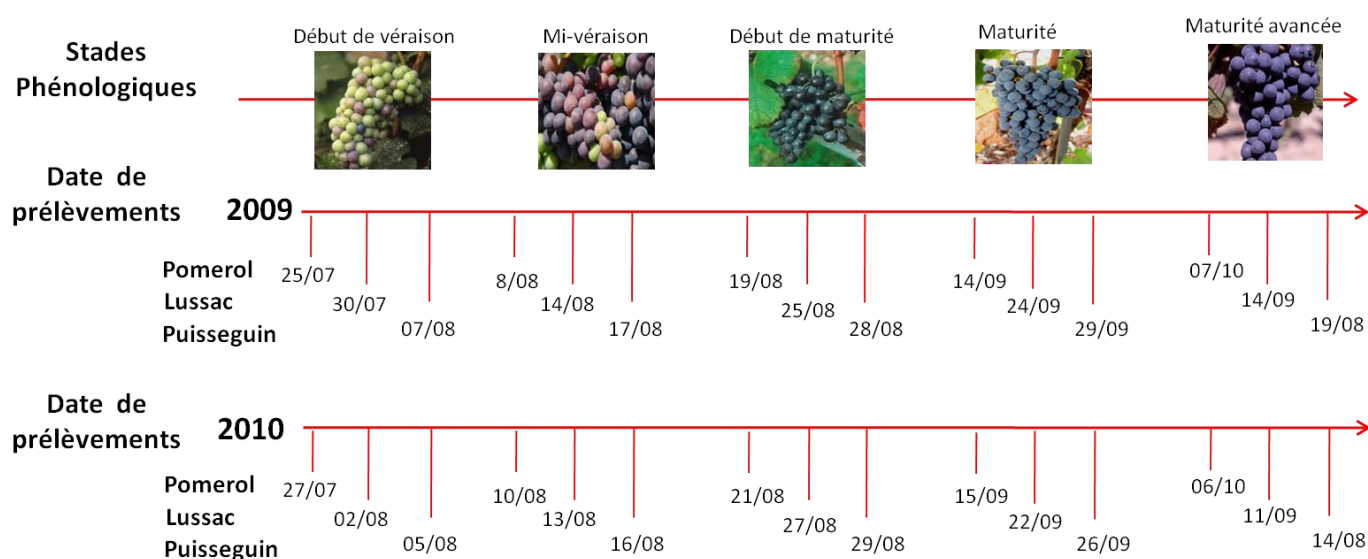 Stades
Phénologiques
Début de véraison
Mi-véraison
Début de maturité
Maturité
Maturité avancée
Date de
prélèvements
2009
Pomerol
Lussac
Puisseguin
25/07
30/07
07/08
8/08
14/08
17/08
19/08
25/08
28/08
14/09
24/09
29/09
07/10
14/09
19/08
Date de
prélèvements
2010
Pomerol
Lussac
Puisseguin
27/07
02/08
05/08
10/08
13/08
16/08
21/08
27/08
29/08
15/09
22/09
26/09
06/10
11/09
14/08